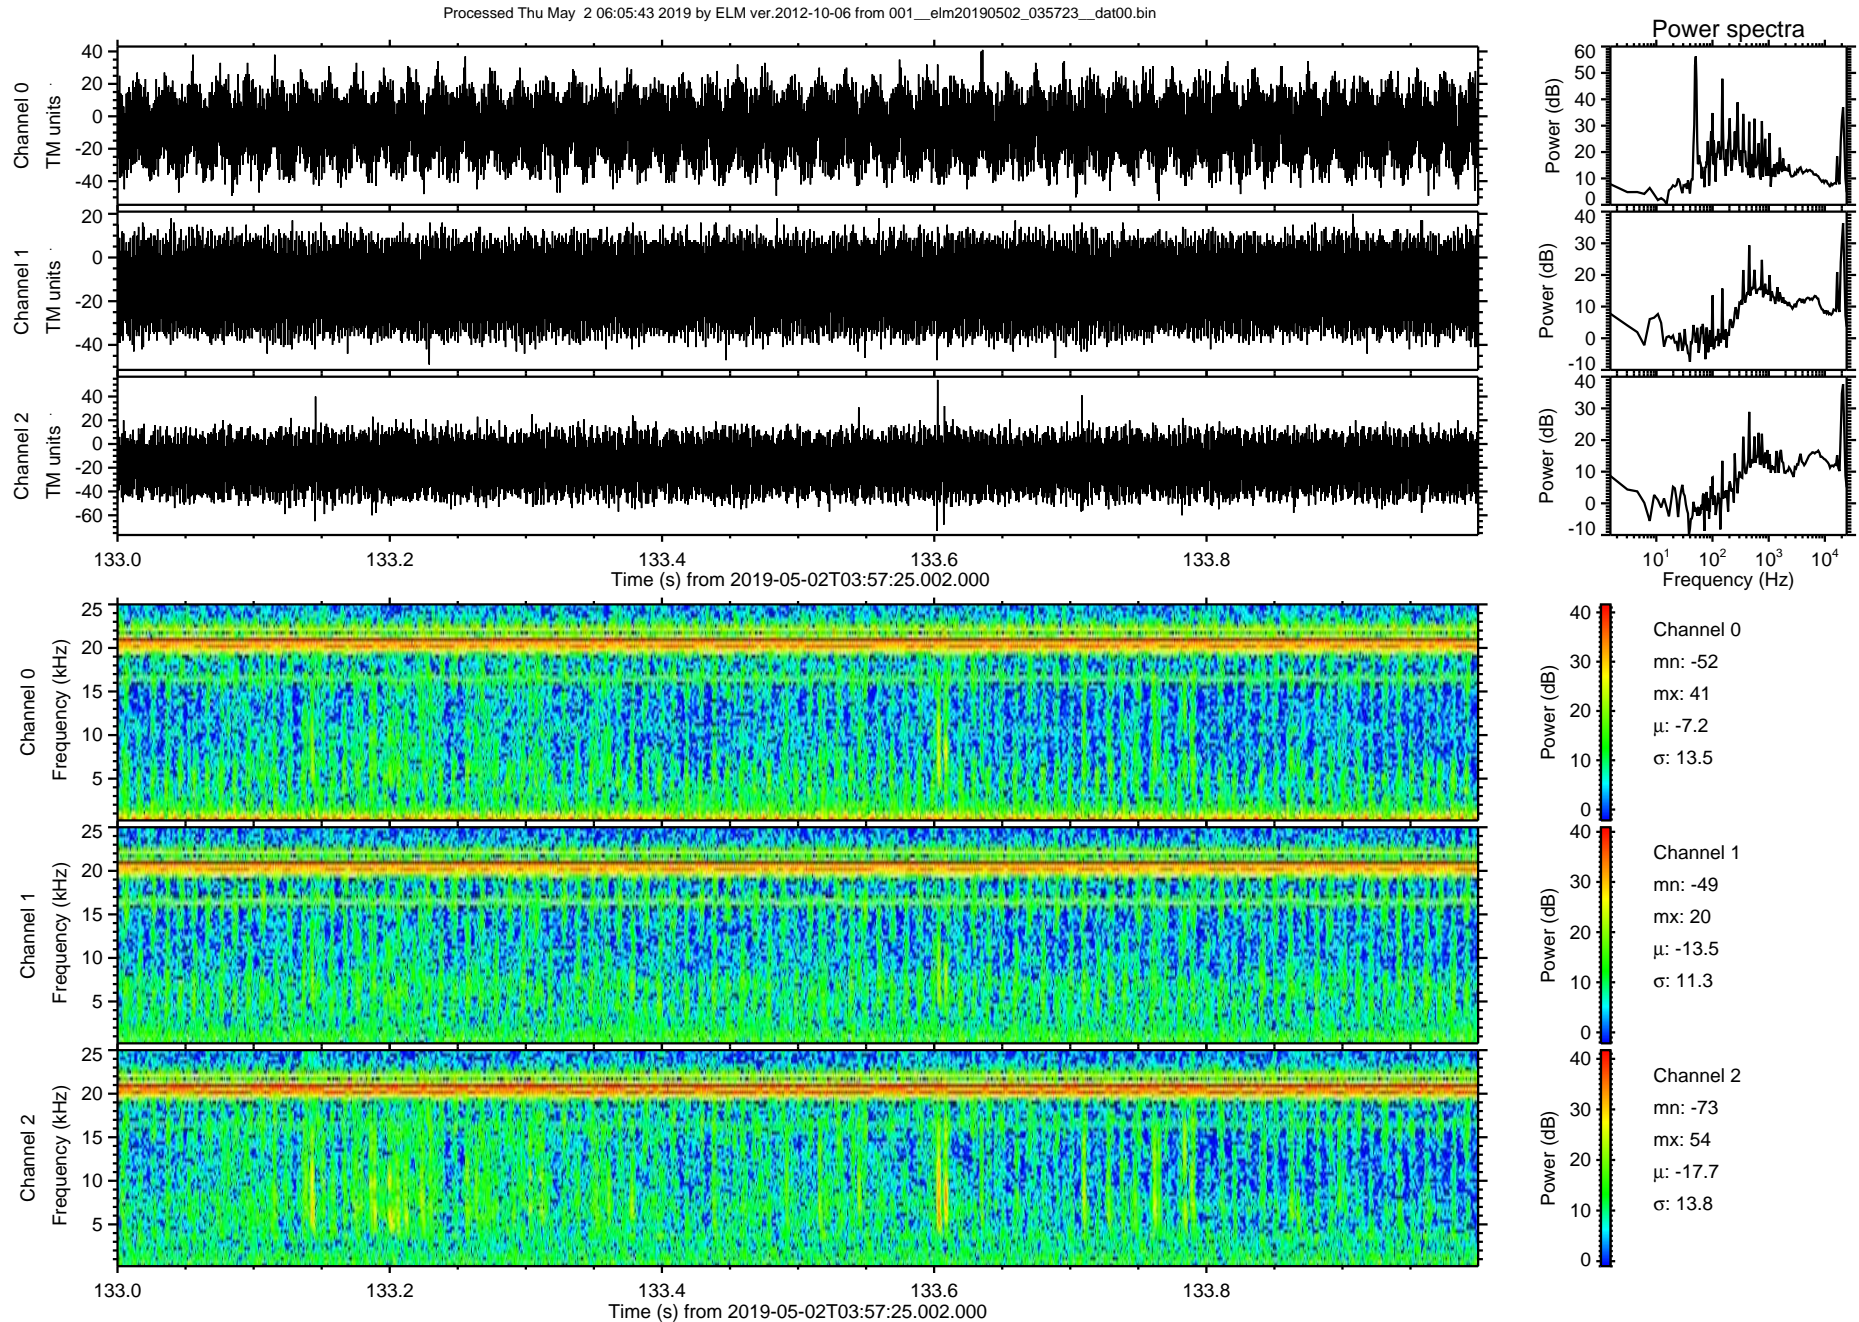 Processed Thu May  2 06:05:43 2019 by ELM ver.2012-10-06 from 001__elm20190502_035723__dat00.bin
Power spectra
Channel 0
TM units
40
20
0
-20
-40
Power (dB)
60
50
40
30
20
10
0
Channel 1
TM units
20
0
-20
-40
Power (dB)
40
30
20
10
0
-10
Channel 2
TM units
40
20
0
-20
-40
-60
Power (dB)
40
30
20
10
0
-10
133.0 133.2 133.4 133.6 133.8
Time (s) from 2019-05-02T03:57:25.002.000
10¹ 10² 10³ 10⁴
Frequency (Hz)
Channel 0
Frequency (kHz)
25
20
15
10
5
Power (dB)
40
30
20
10
0
Channel 0
mn: -52
mx: 41
μ: -7.2
σ: 13.5
Channel 1
Frequency (kHz)
25
20
15
10
5
Power (dB)
40
30
20
10
0
Channel 1
mn: -49
mx: 20
μ: -13.5
σ: 11.3
Channel 2
Frequency (kHz)
25
20
15
10
5
Power (dB)
40
30
20
10
0
Channel 2
mn: -73
mx: 54
μ: -17.7
σ: 13.8
133.0 133.2 133.4 133.6 133.8
Time (s) from 2019-05-02T03:57:25.002.000